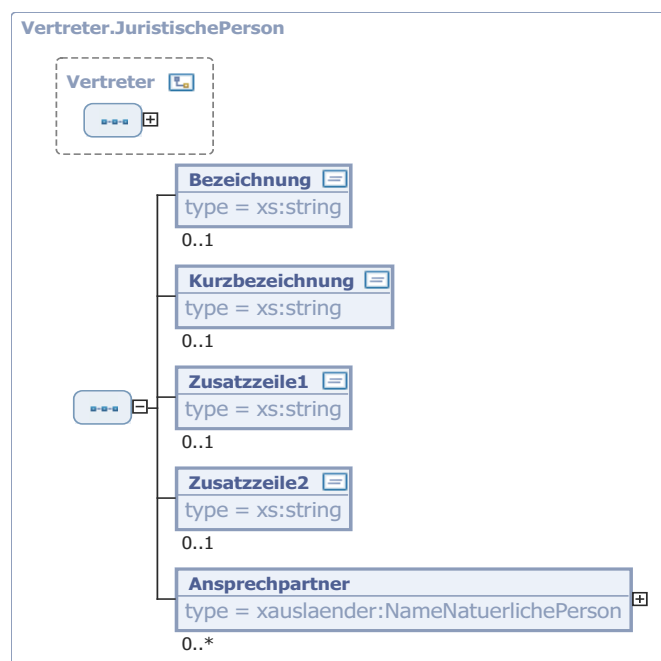 Vertreter.JuristischePerson
Vertreter
Bezeichnung
type = xs:string
0..1
Kurzbezeichnung
type = xs:string
0..1
Zusatzzeile1
type = xs:string
0..1
Zusatzzeile2
type = xs:string
0..1
Ansprechpartner
type = xauslaender:NameNatuerlichePerson
0..*